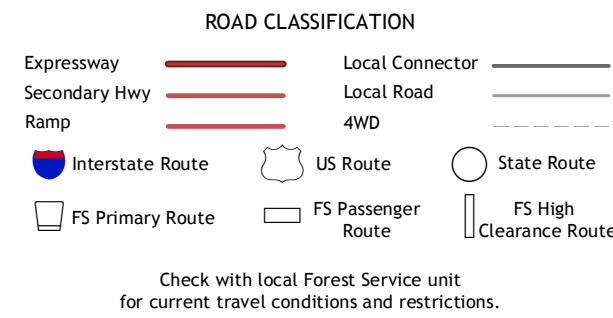 ROAD CLASSIFICATION
Expressway
Local Connector
Secondary Hwy
Local Road
Ramp
4WD
Interstate Route
US Route
State Route
FS Primary Route
FS Passenger
Route
FS High
Clearance Route
Check with local Forest Service unit
for current travel conditions and restrictions.